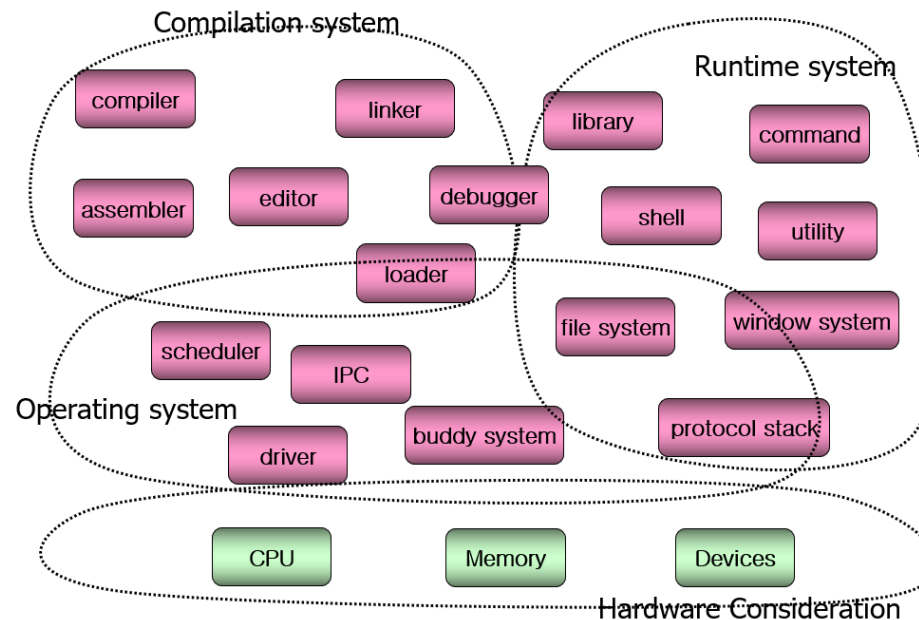 Compilation system
Runtime system
compiler
linker
library
command
assembler
editor
debugger
shell
utility
loader
file system
window system
scheduler
IPC
Operating system
buddy system
protocol stack
driver
CPU
Memory
Devices
Hardware Consideration